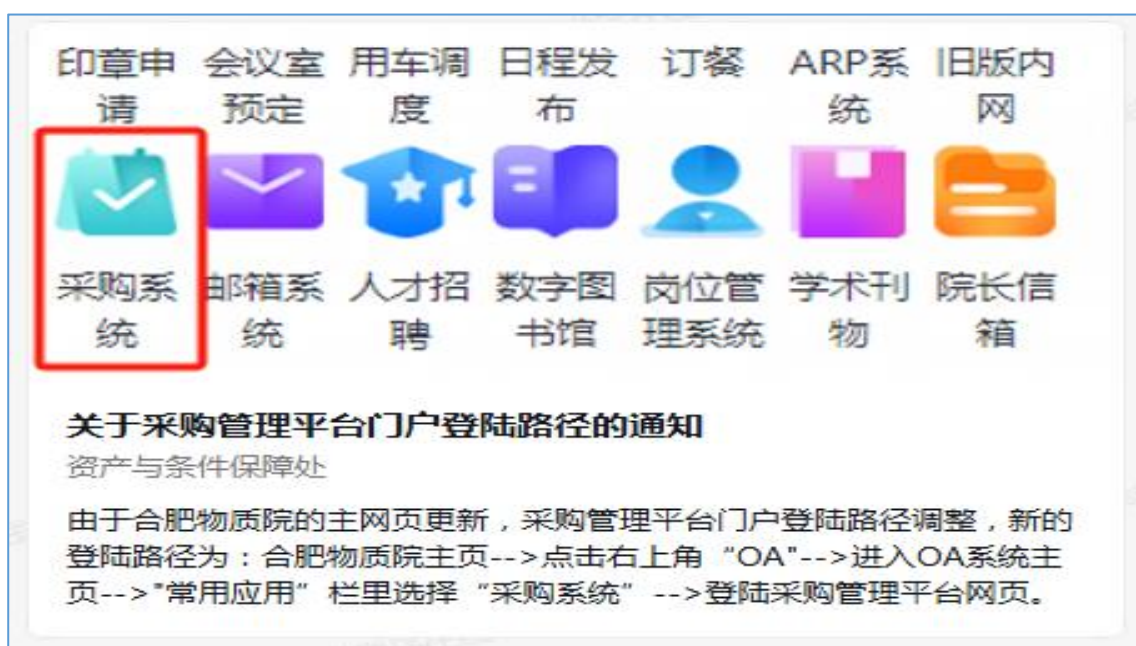 印章申 会议室 用车调 日程发 订餐 ARP系 旧版内
请 预定 度 布 统 网
采购系 邮箱系 人才招 数字图 岗位管 学术刊 院长信
统 统 聘 书馆 理系统 物 箱
关于采购管理平台门户登陆路径的通知
资产与条件保障处
由于合肥物质院的主网页更新，采购管理平台门户登陆路径调整，新的
登陆路径为：合肥物质院主页-->点击右上角“OA"-->进入OA系统主
页-->"常用应用”栏里选择“采购系统”-->登陆采购管理平台网页。